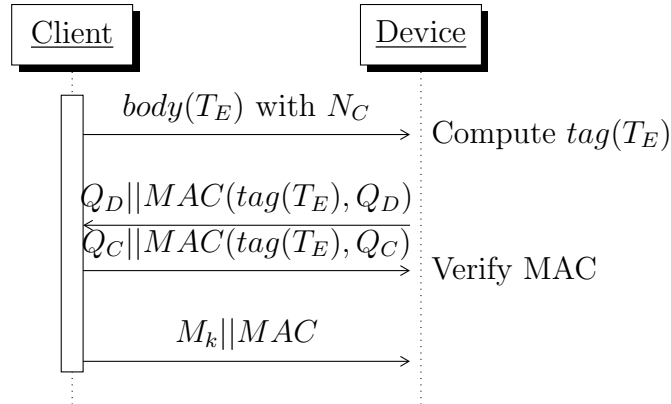 Client
Device
body(T_E) with N_C
Compute tag(T_E)
Q_D||MAC(tag(T_E), Q_D)
Q_C||MAC(tag(T_E), Q_C)
Verify MAC
M_k||MAC